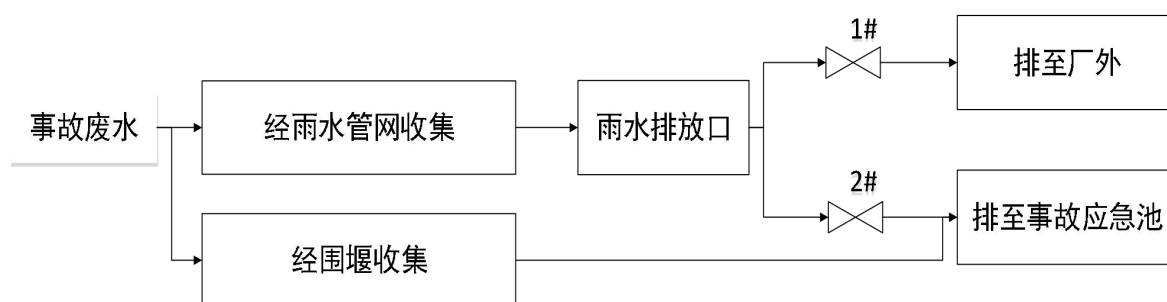 1#
排至厂外
事故废水
经雨水管网收集
雨水排放口
2#
排至事故应急池
经围堰收集